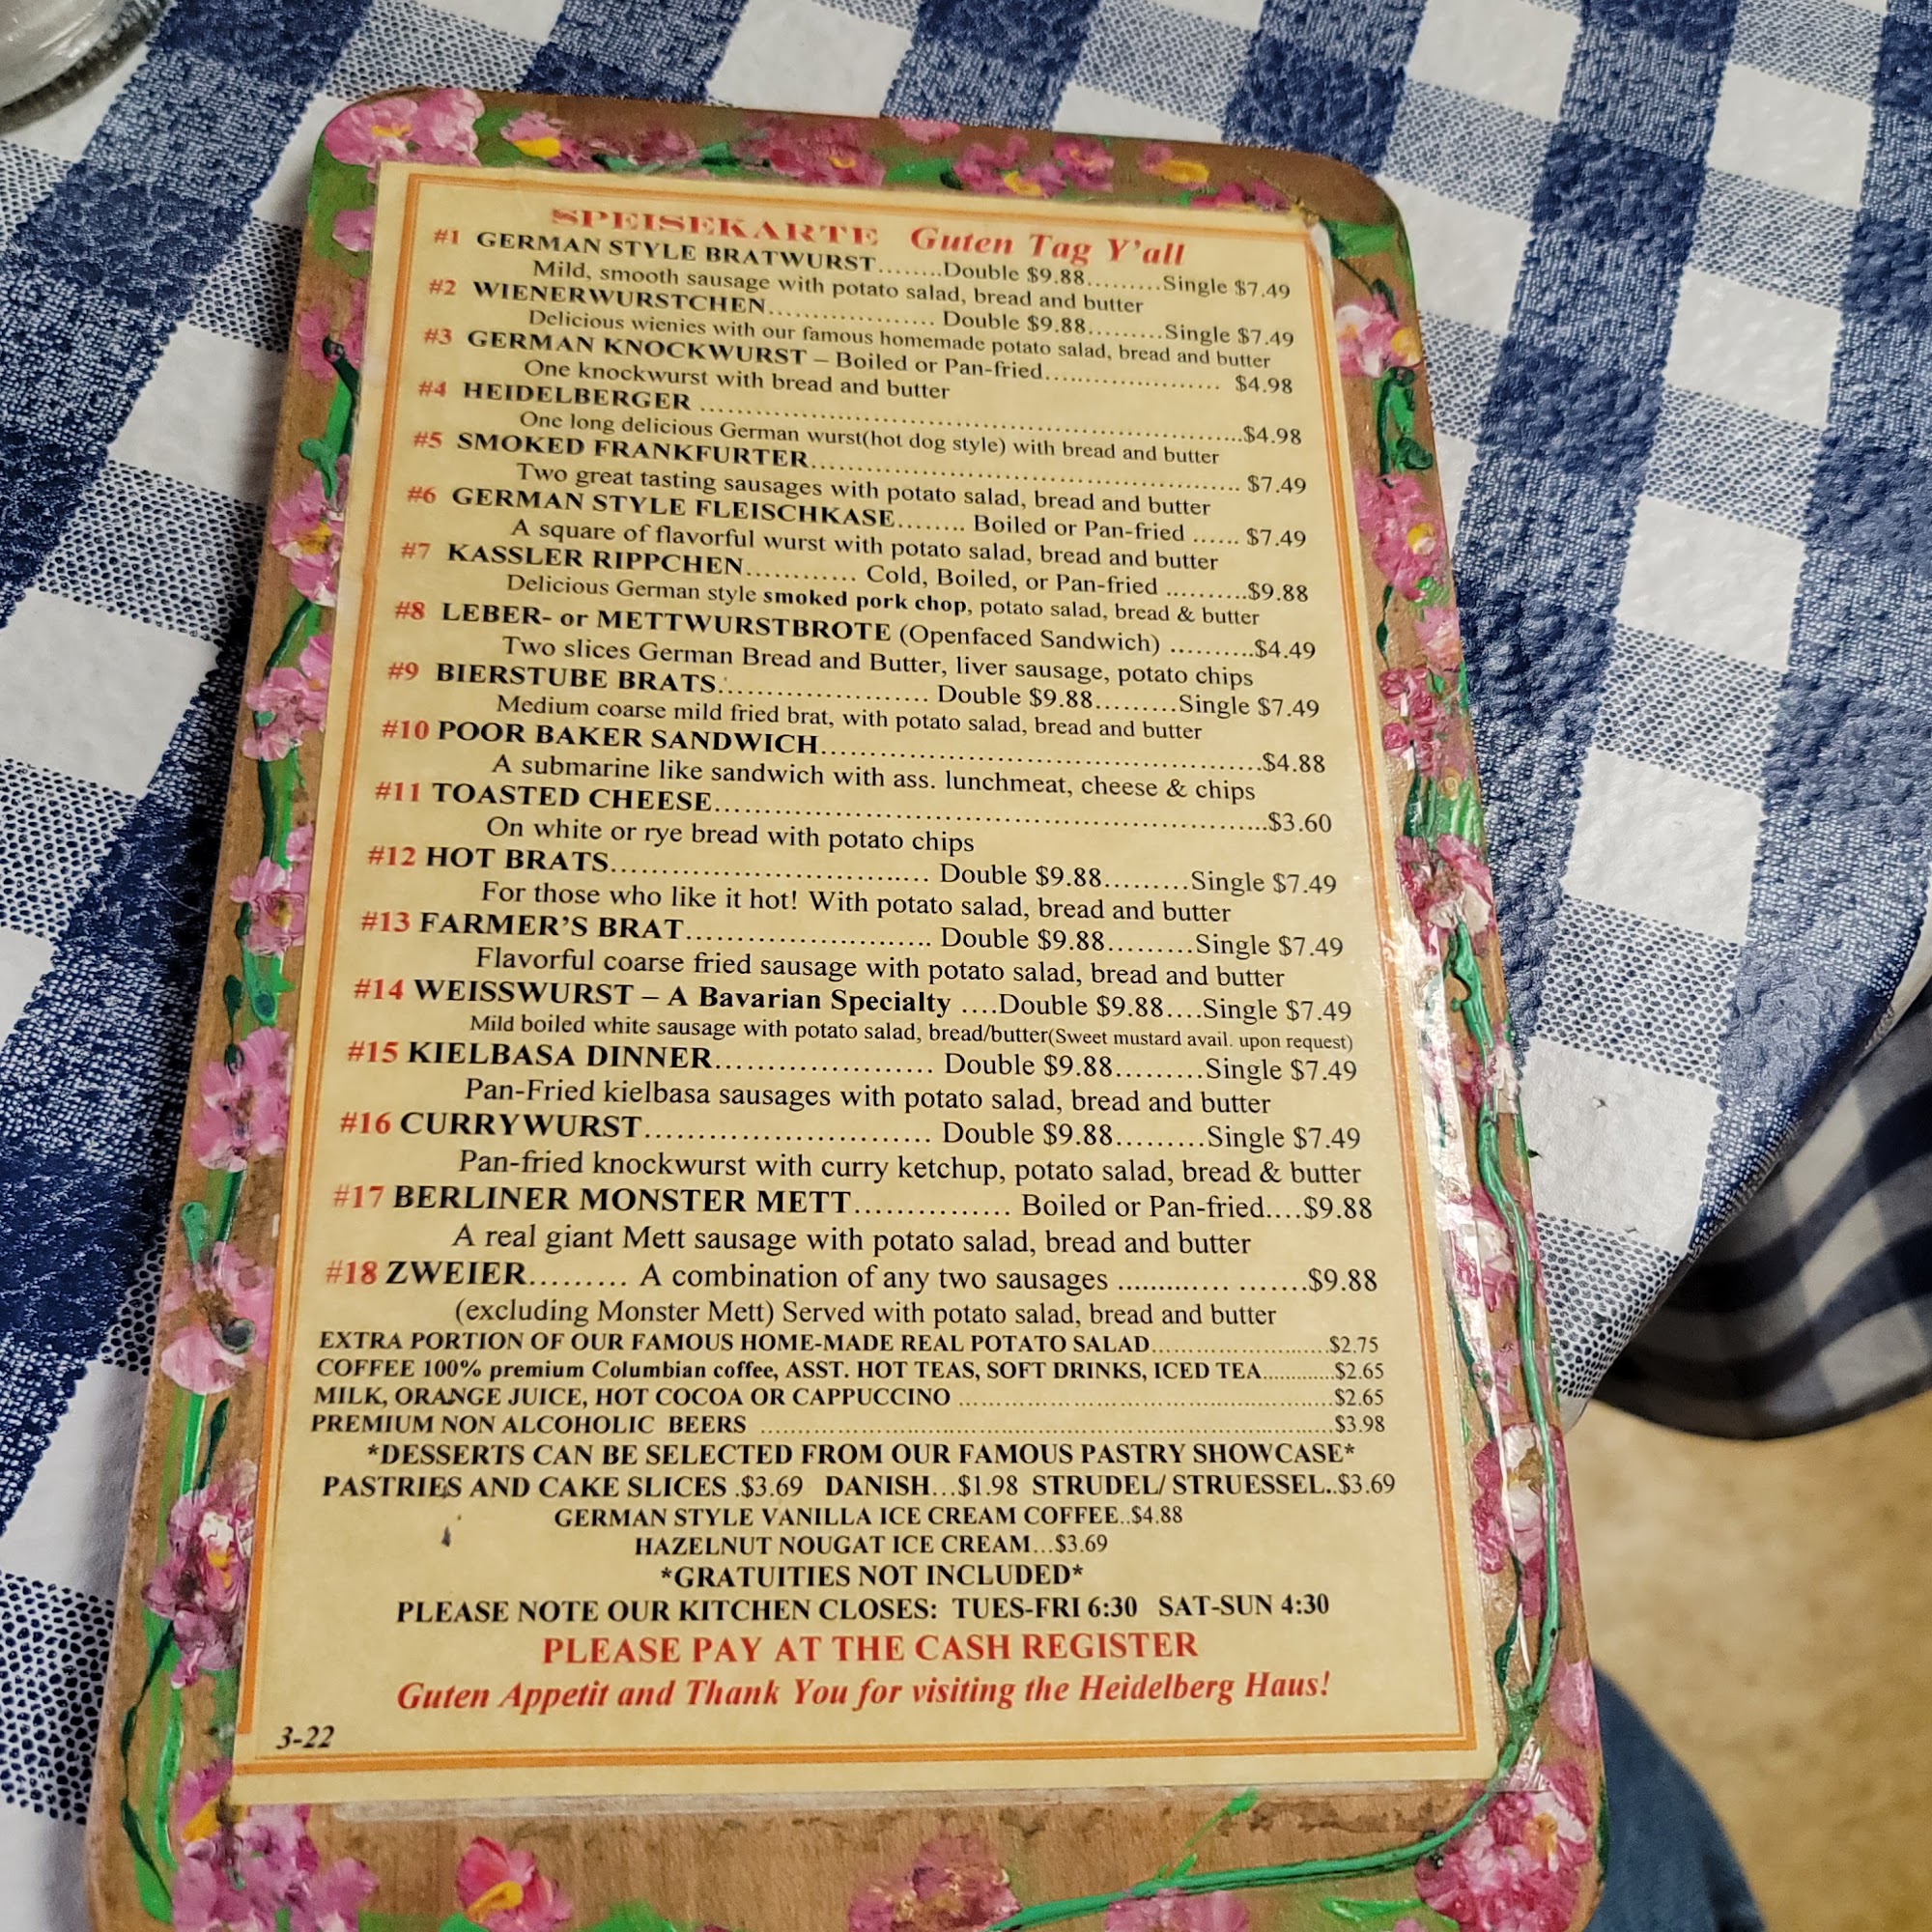 SPEISEKARTE Guten Tag Y'all
#1 GERMAN STYLE BRATWURST........Double $9.88.........Single $7.49
Mild, smooth sausage with potato salad, bread and butter
#2 WIENERWURSTCHEN.................... Double $9.88.........Single $7.49
Delicious wienies with our famous homemade potato salad, bread and butter
#3 GERMAN KNOCKWURST – Boiled or Pan-fried........................ $4.98
One knockwurst with bread and butter
#4 HEIDELBERGER ..............................................................$4.98
One long delicious German wurst(hot dog style) with bread and butter
#5 SMOKED FRANKFURTER.................................................. $7.49
Two great tasting sausages with potato salad, bread and butter
#6 GERMAN STYLE FLEISCHKASE........ Boiled or Pan-fried ...... $7.49
A square of flavorful wurst with potato salad, bread and butter
#7 KASSLER RIPPCHEN............ Cold, Boiled, or Pan-fried ..........$9.88
Delicious German style smoked pork chop, potato salad, bread & butter
#8 LEBER- or METTWURSTBROTE (Openfaced Sandwich) ..........$4.49
Two slices German Bread and Butter, liver sausage, potato chips
#9 BIERSTUBE BRATS........................ Double $9.88.........Single $7.49
Medium coarse mild fried brat, with potato salad, bread and butter
#10 POOR BAKER SANDWICH....................................................$4.88
A submarine like sandwich with ass. lunchmeat, cheese & chips
#11 TOASTED CHEESE.................................................................$3.60
On white or rye bread with potato chips
#12 HOT BRATS.................................. Double $9.88.........Single $7.49
For those who like it hot! With potato salad, bread and butter
#13 FARMER'S BRAT.......................... Double $9.88.........Single $7.49
Flavorful coarse fried sausage with potato salad, bread and butter
#14 WEISSWURST – A Bavarian Specialty ....Double $9.88....Single $7.49
Mild boiled white sausage with potato salad, bread/butter(Sweet mustard avail. upon request)
#15 KIELBASA DINNER...................... Double $9.88.........Single $7.49
Pan-Fried kielbasa sausages with potato salad, bread and butter
#16 CURRYWURST............................. Double $9.88.........Single $7.49
Pan-fried knockwurst with curry ketchup, potato salad, bread & butter
#17 BERLINER MONSTER METT............... Boiled or Pan-fried....$9.88
A real giant Mett sausage with potato salad, bread and butter
#18 ZWEIER......... A combination of any two sausages ............. .......$9.88
(excluding Monster Mett) Served with potato salad, bread and butter
EXTRA PORTION OF OUR FAMOUS HOME-MADE REAL POTATO SALAD..............................$2.75
COFFEE 100% premium Columbian coffee, ASST. HOT TEAS, SOFT DRINKS, ICED TEA............$2.65
MILK, ORANGE JUICE, HOT COCOA OR CAPPUCCINO ................................................................$2.65
PREMIUM NON ALCOHOLIC BEERS ................................................................................................$3.98
*DESSERTS CAN BE SELECTED FROM OUR FAMOUS PASTRY SHOWCASE*
PASTRIES AND CAKE SLICES .$3.69 DANISH...$1.98 STRUDEL/ STRUESSEL..$3.69
GERMAN STYLE VANILLA ICE CREAM COFFEE..$4.88
HAZELNUT NOUGAT ICE CREAM...$3.69
*GRATUITIES NOT INCLUDED*
PLEASE NOTE OUR KITCHEN CLOSES: TUES-FRI 6:30 SAT-SUN 4:30
PLEASE PAY AT THE CASH REGISTER
Guten Appetit and Thank You for visiting the Heidelberg Haus!
3-22